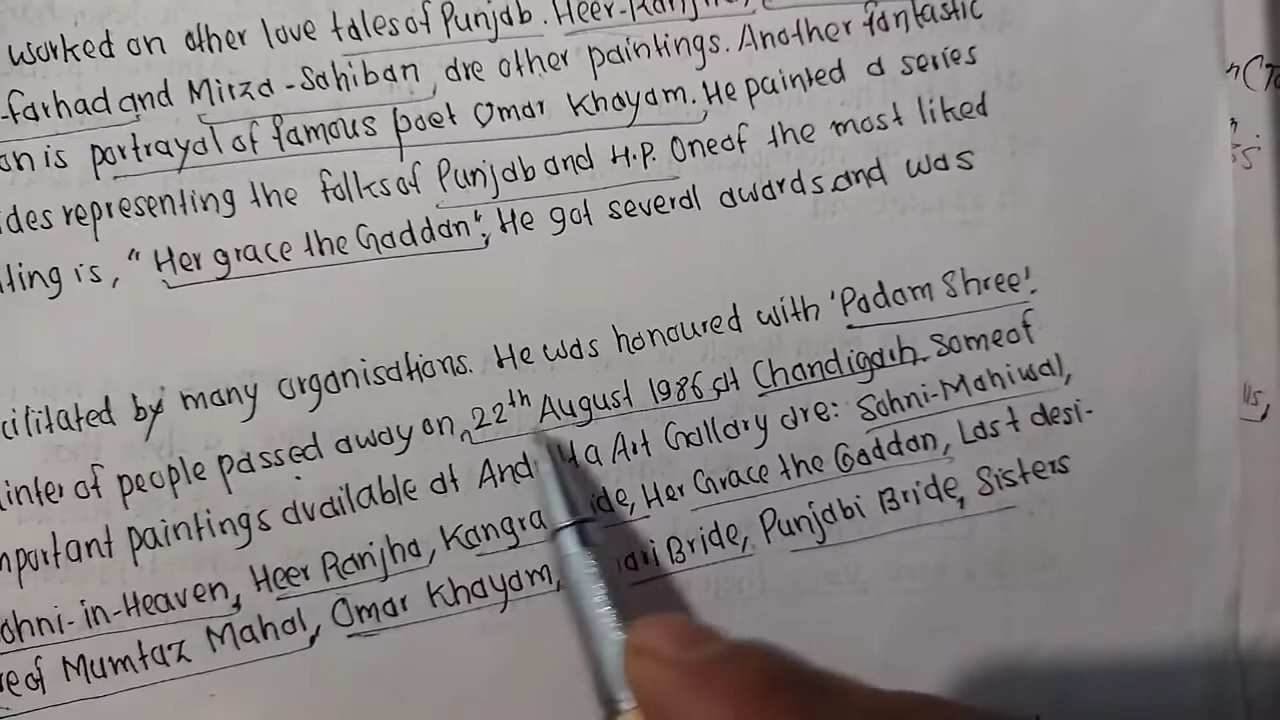 worked on other love tales of Punjab. Heer-Ranjha,
-farhad and Mirza-Sahiban, are other paintings. Another fantastic
on is portrayal of famous poet Omar Khayam. He painted a series
des representing the folks of Punjab and H.P. One of the most liked
ting is, "Her grace the Gaddan". He got several awards and was
cilitated by many organisations. He was honoured with 'Padam Shree'.
inter of people passed away on 22th August 1986 at Chandigarh. Some of
mportant paintings available at And Art Gallary are: Sohni-Mahiwal,
ohni-in-Heaven, Heer Ranjha, Kangra ide, Her Grace the Gaddan, Last desi-
re of Mumtaz Mahal, Omar Khayam, ari Bride, Punjabi Bride, Sisters